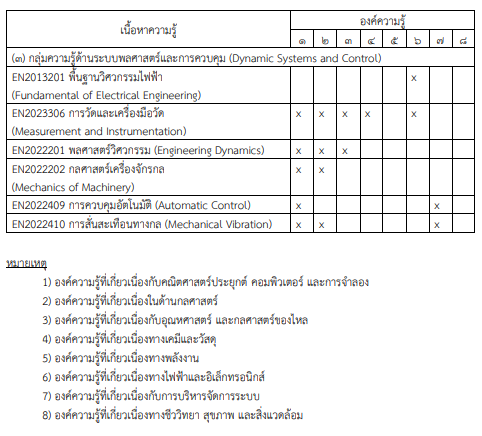 เนื้อหาความรู้ องค์ความรู้
๑ ๒ ๓ ๔ ๕ ๖ ๗ ๘
(๓) กลุ่มความรู้ด้านระบบพลศาสตร์และการควบคุม (Dynamic Systems and Control)
EN2013201 พื้นฐานวิศวกรรมไฟฟ้า x
(Fundamental of Electrical Engineering)
EN2023306 การวัดและเครื่องมือวัด x x x x x
(Measurement and Instrumentation)
EN2022201 พลศาสตร์วิศวกรรม (Engineering Dynamics) x x x
EN2022202 กลศาสตร์เครื่องจักรกล x x
(Mechanics of Machinery)
EN2022409 การควบคุมอัตโนมัติ (Automatic Control) x x
EN2022410 การสั่นสะเทือนทางกล (Mechanical Vibration) x x x
หมายเหตุ
1) องค์ความรู้ที่เกี่ยวเนื่องกับคณิตศาสตร์ประยุกต์ คอมพิวเตอร์ และการจำลอง
2) องค์ความรู้ที่เกี่ยวเนื่องในด้านกลศาสตร์
3) องค์ความรู้ที่เกี่ยวเนื่องกับอุณหศาสตร์ และกลศาสตร์ของไหล
4) องค์ความรู้ที่เกี่ยวเนื่องทางเคมีและวัสดุ
5) องค์ความรู้ที่เกี่ยวเนื่องทางพลังงาน
6) องค์ความรู้ที่เกี่ยวเนื่องทางไฟฟ้าและอิเล็กทรอนิกส์
7) องค์ความรู้ที่เกี่ยวเนื่องกับการบริหารจัดการระบบ
8) องค์ความรู้ที่เกี่ยวเนื่องทางชีววิทยา สุขภาพ และสิ่งแวดล้อม